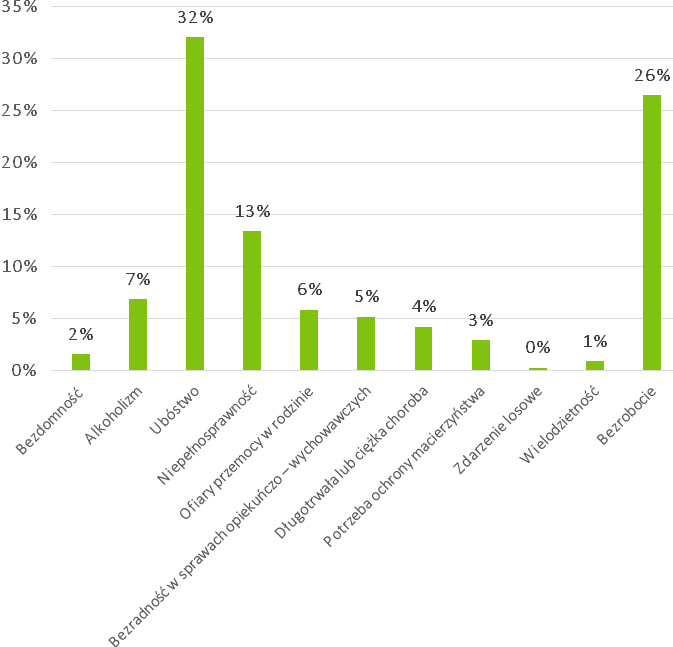 35%
30%
25%
20%
15%
10%
5%
0%
2%
7%
32%
13%
6%
5%
4%
3%
0%
1%
26%
Bezdomność
Alkoholizm
Ubóstwo
Niepełnosprawność
Ofiary przemocy w rodzinie
Bezradność w sprawach opiekuńczo – wychowawczych
Długotrwała lub ciężka choroba
Potrzeba ochrony macierzyństwa
Zdarzenie losowe
Wielodzietność
Bezrobocie